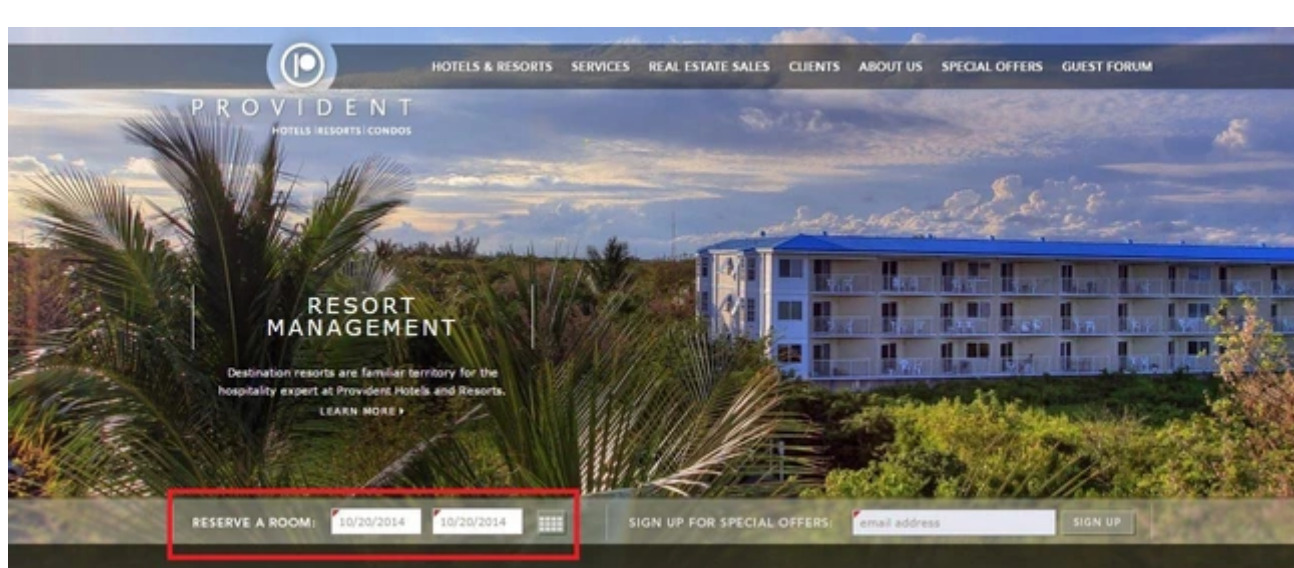 HOTELS & RESORTS SERVICES REAL ESTATE SALES CLIENTS ABOUT US SPECIAL OFFERS GUEST FORUM
PROVIDENT
HOTELS | RESORTS | CONDOS
RESORT
MANAGEMENT
Destination resorts are familiar territory for the
hospitality expert at Provident Hotels and Resorts.
LEARN MORE
RESERVE A ROOM: 10/20/2014 10/20/2014 SIGN UP FOR SPECIAL OFFERS: email address SIGN UP